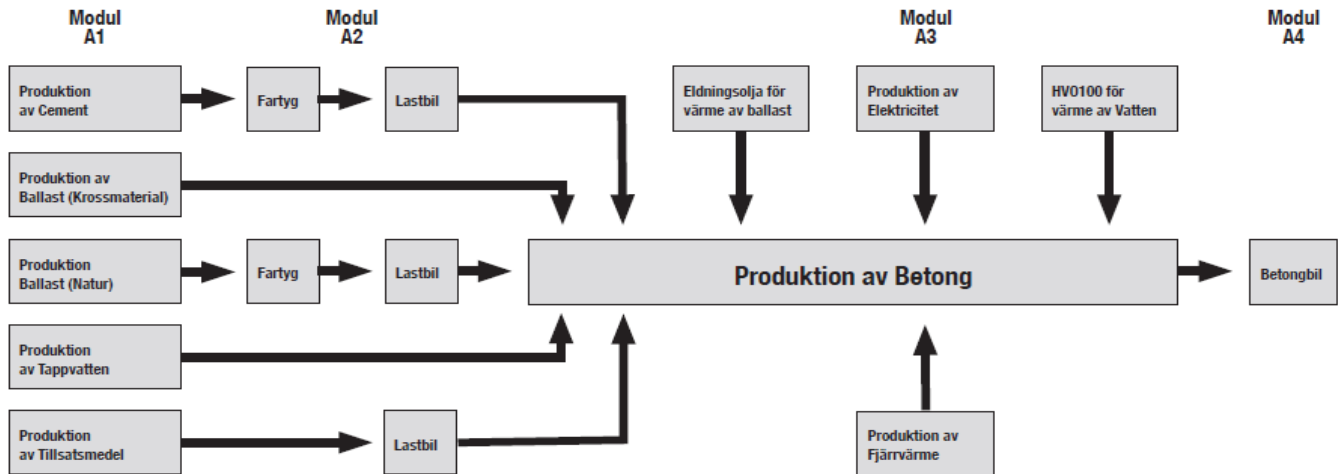 Modul
A1
Modul
A2
Modul
A3
Modul
A4
Produktion
av Cement
Fartyg
Lastbil
Eldningsolja för
värme av ballast
Produktion av
Elektricitet
HVO100 för
värme av Vatten
Produktion av
Ballast (Krossmaterial)
Produktion
Ballast (Natur)
Fartyg
Lastbil
Produktion av Betong
Betongbil
Produktion
av Tappvatten
Produktion
av Tillsatsmedel
Lastbil
Produktion av
Fjärrvärme